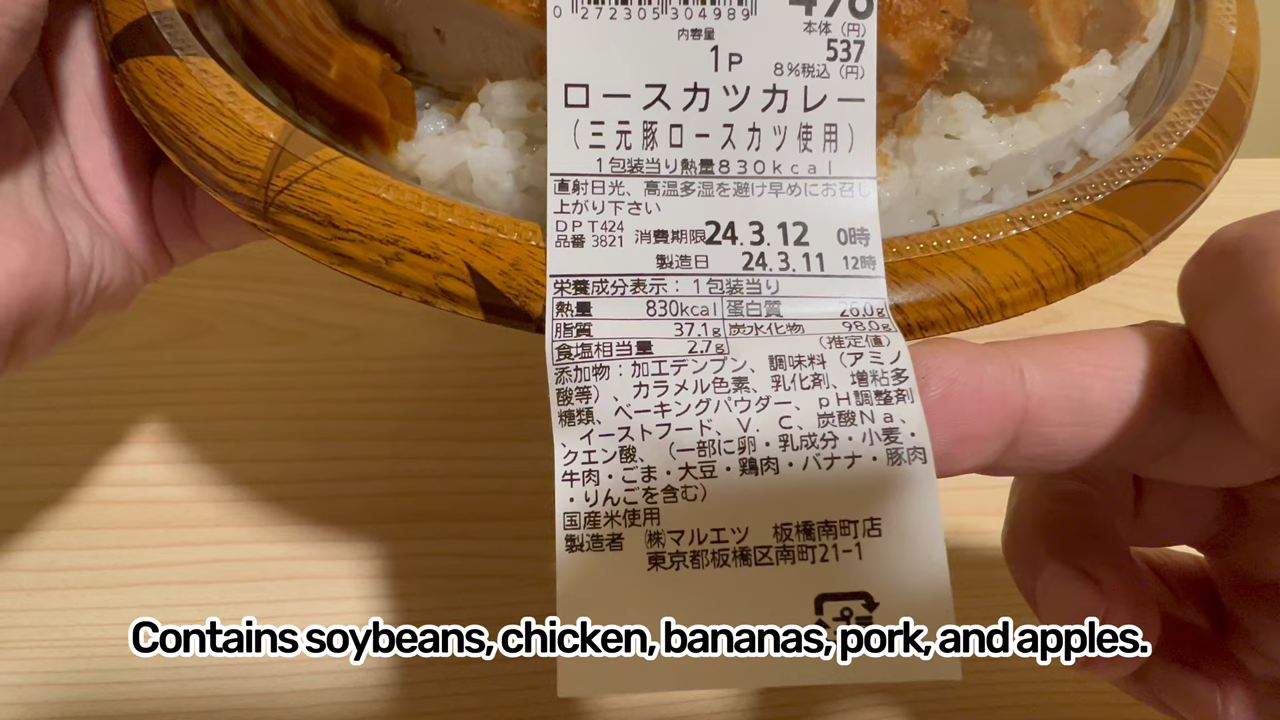 0 272305 304989
498
本体(円)
内容量
1P
537
8%税込(円)
ロースカツカレー
(三元豚ロースカツ使用)
1包装当り熱量830kcal
直射日光、高温多湿を避け早めにお召し
上がり下さい
DPT424
品番 3821
消費期限24.3.12 0時
製造日 24.3.11 12時
栄養成分表示:1包装当り
熱量 830kcal 蛋白質 26.0g
脂質 37.1g 炭水化物 98.0g
食塩相当量 2.7g (推定値)
添加物:加工デンプン、調味料(アミノ
酸等)、カラメル色素、乳化剤、増粘多
糖類、ベーキングパウダー、pH調整剤
、イーストフード、V.C、炭酸Na、
クエン酸、(一部に卵・乳成分・小麦・
牛肉・ごま・大豆・鶏肉・バナナ・豚肉
・りんごを含む)
国産米使用
製造者 ㈱マルエツ 板橋南町店
東京都板橋区南町21-1
Contains soybeans, chicken, bananas, pork, and apples.